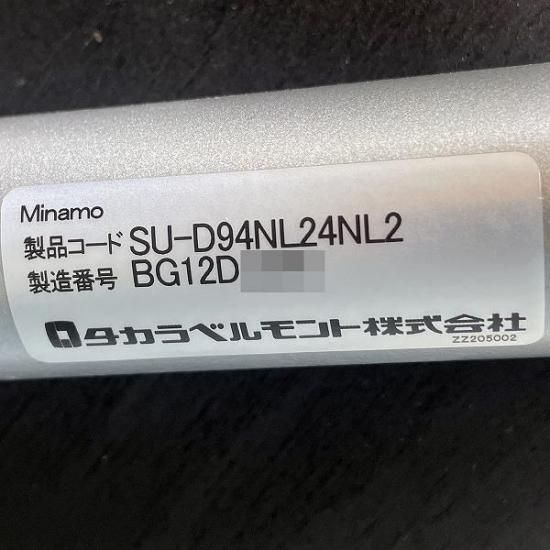 Minamo
製品コード SU-D94NL24NL2
製造番号 BG12D
タカラベルモント株式会社
ZZ205002